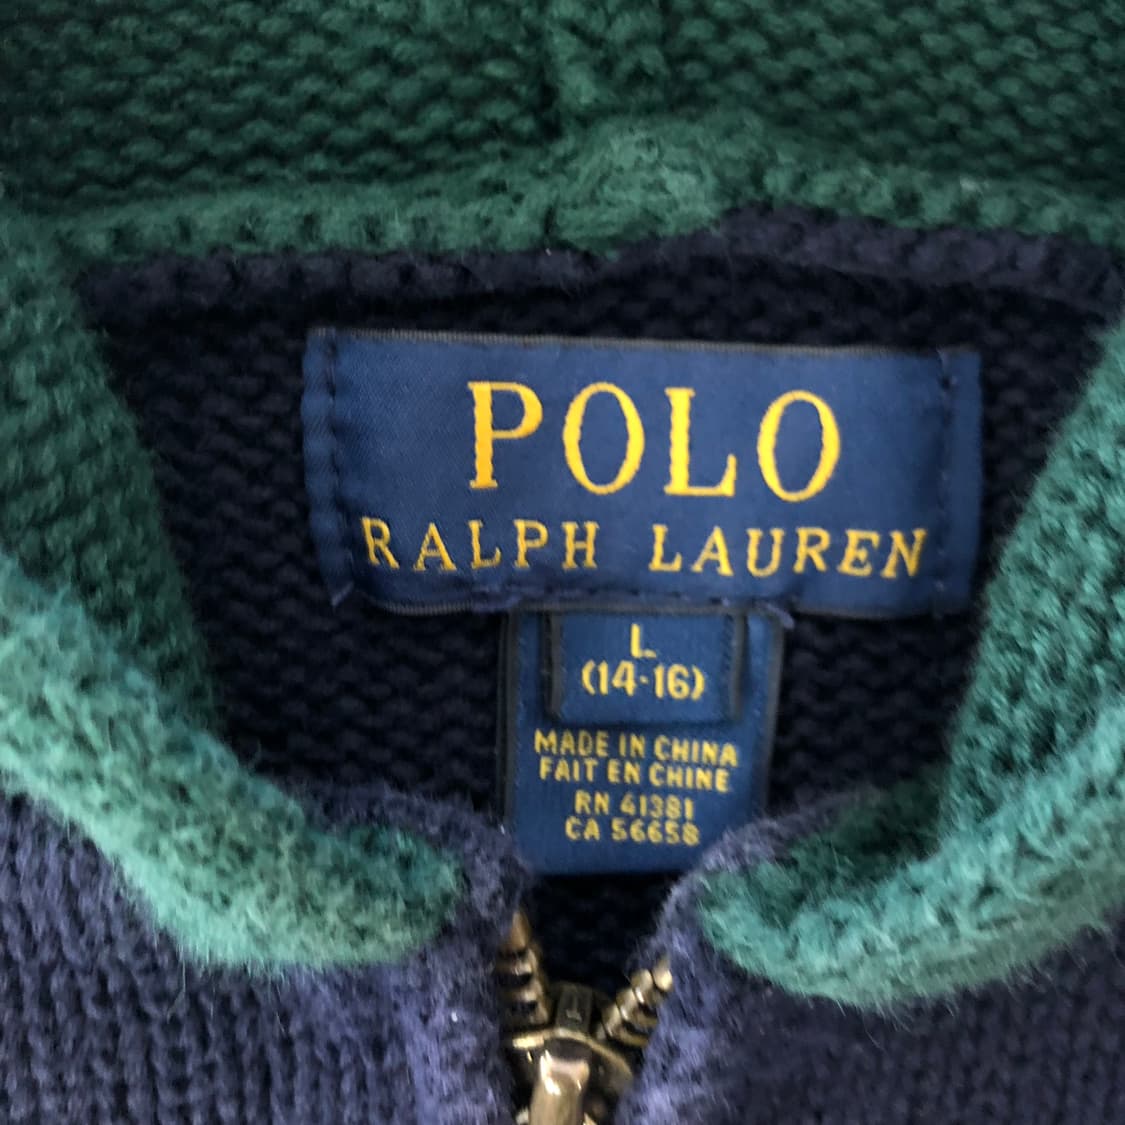 POLO
RALPH LAUREN
L
(14-16)
MADE IN CHINA
FAIT EN CHINE
RN 41381
CA 56658